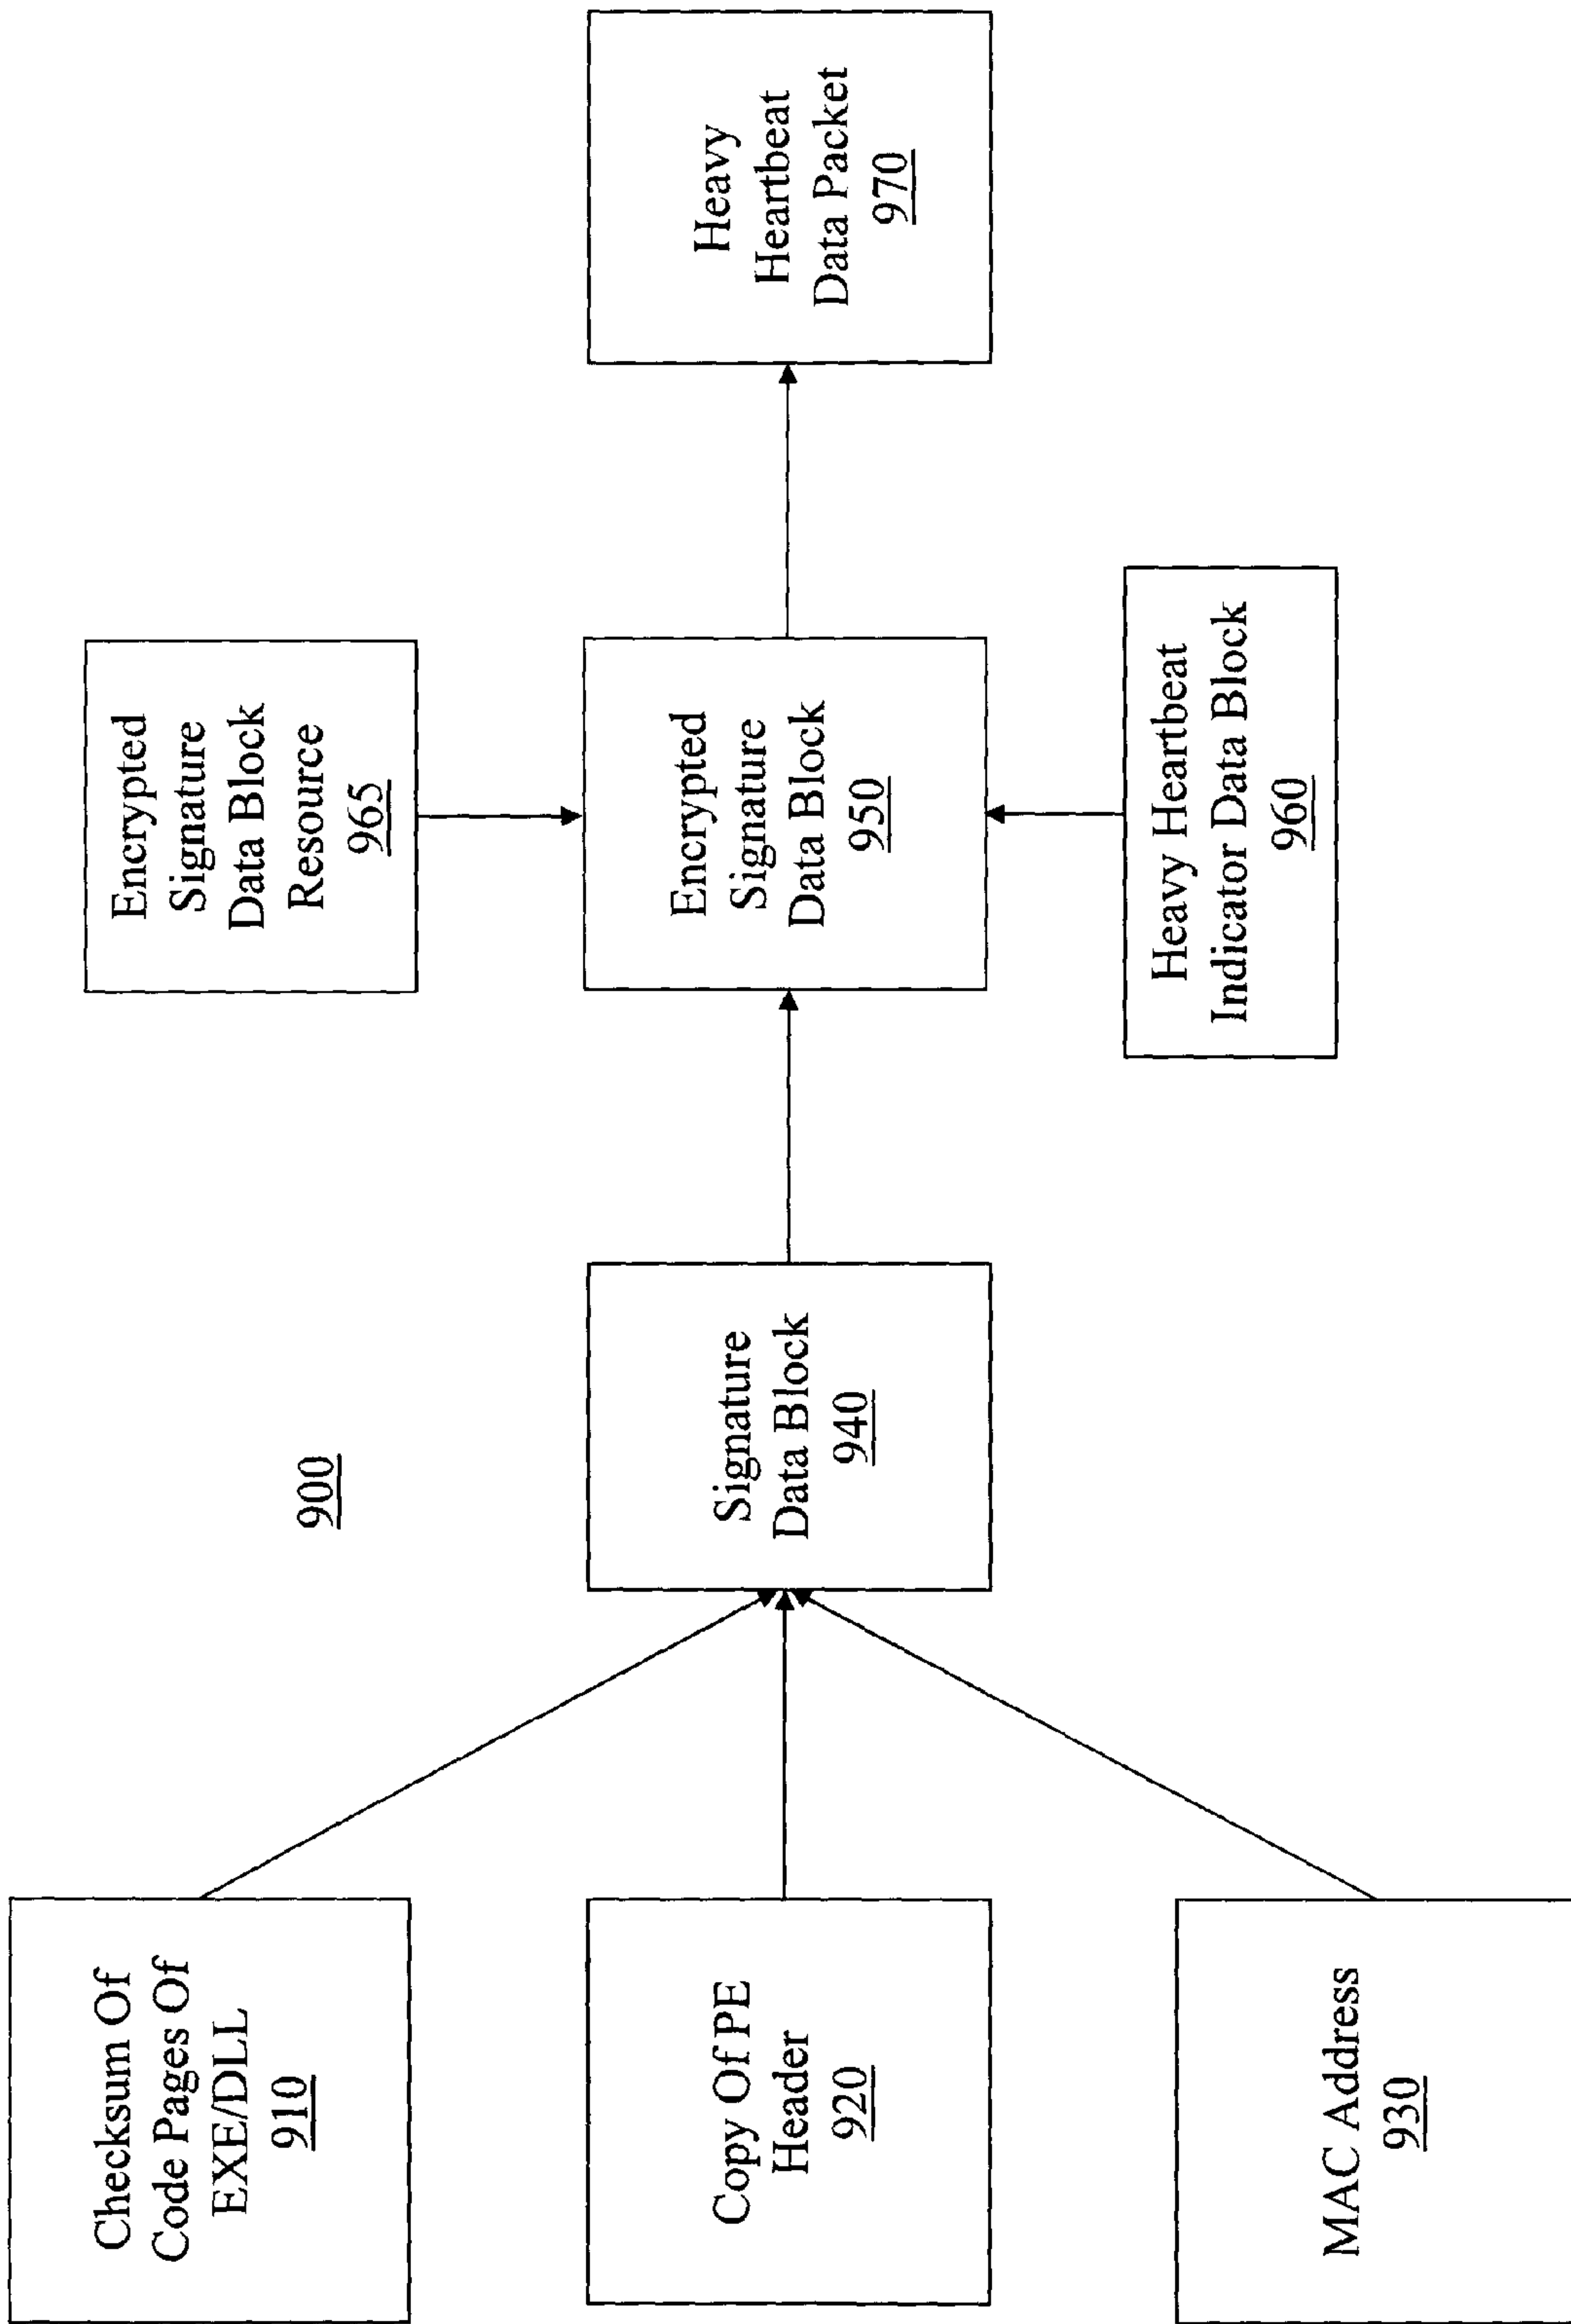 900
Checksum Of
Code Pages Of
EXE/DLL
910
Copy Of PE
Header
920
MAC Address
930
Signature
Data Block
940
Encrypted
Signature
Data Block
Resource
965
Encrypted
Signature
Data Block
950
Heavy Heartbeat
Indicator Data Block
960
Heavy
Heartbeat
Data Packet
970